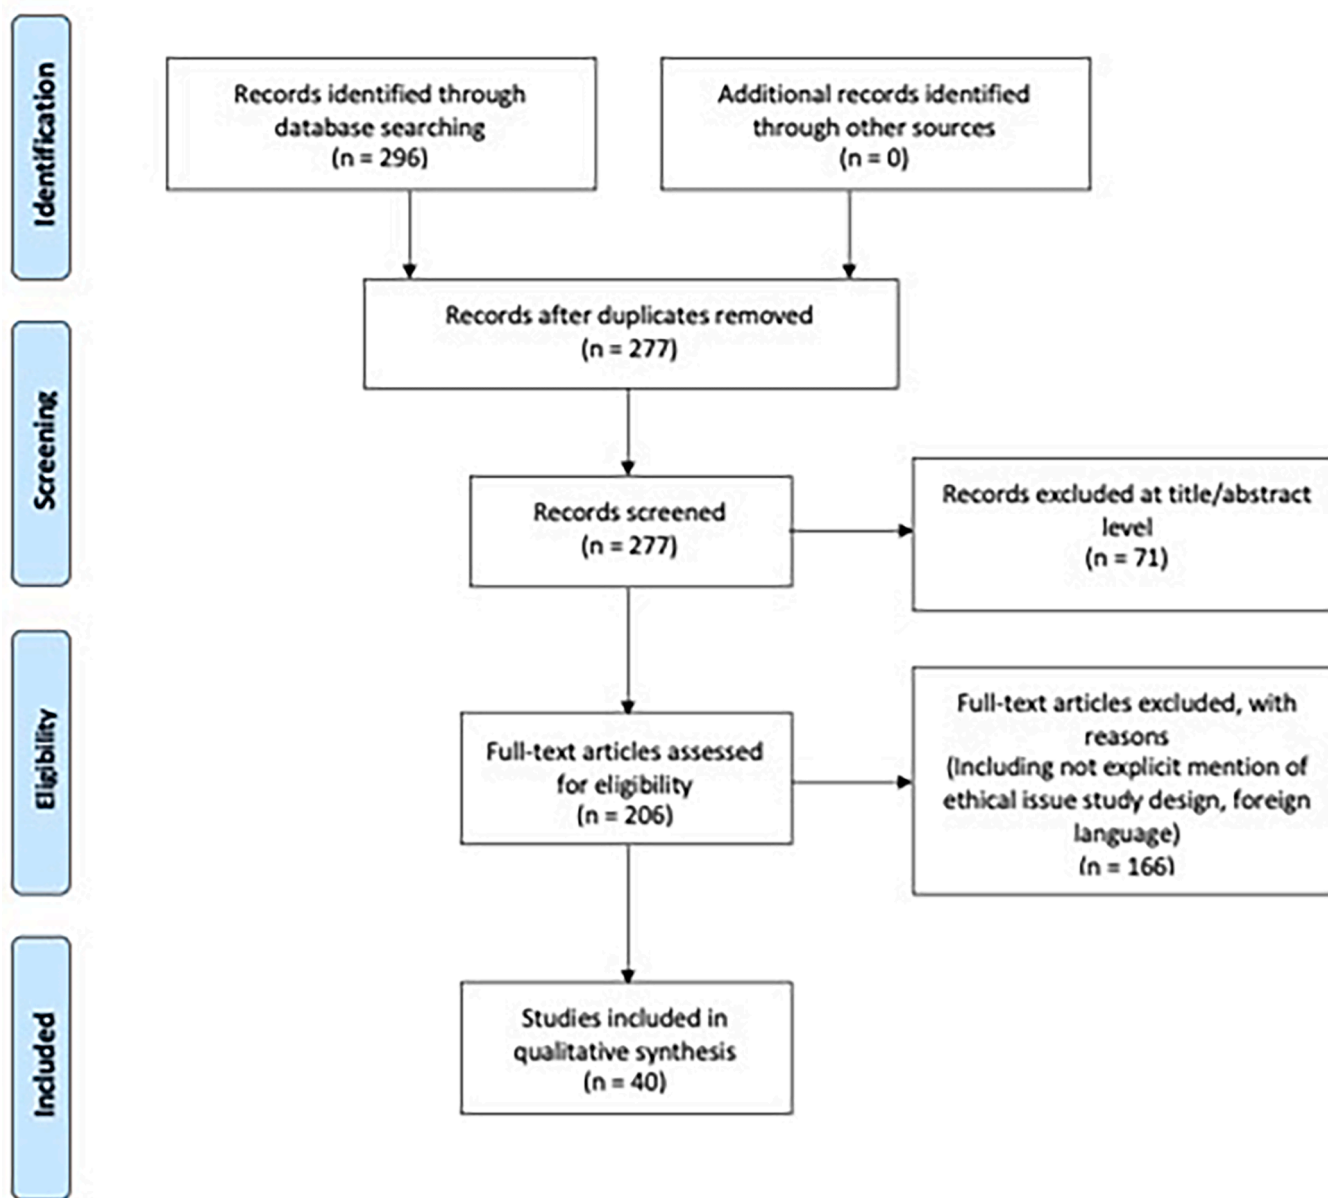 Identification
Records identified through
database searching
(n = 296)
Additional records identified
through other sources
(n = 0)
Records after duplicates removed
(n = 277)
Screening
Records screened
(n = 277)
Records excluded at title/abstract
level
(n = 71)
Eligibility
Full-text articles assessed
for eligibility
(n = 206)
Full-text articles excluded, with
reasons
(Including not explicit mention of
ethical issue study design, foreign
language)
(n = 166)
Included
Studies included in
qualitative synthesis
(n = 40)